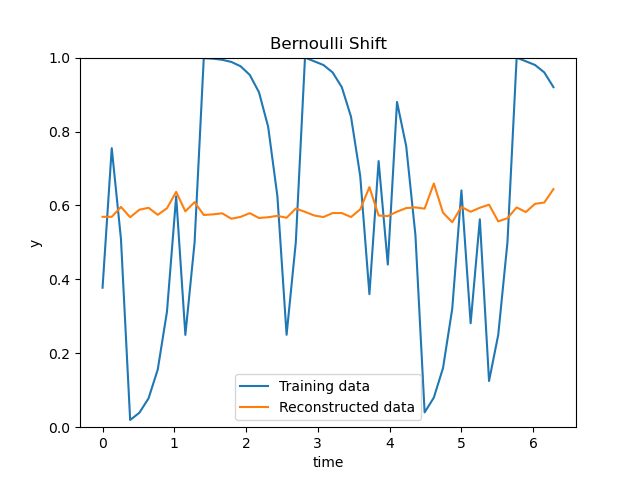 Bernoulli Shift
1.0
0.8
0.6
0.4
0.2
0.0
y
0 1 2 3 4 5 6
time
Training data
Reconstructed data